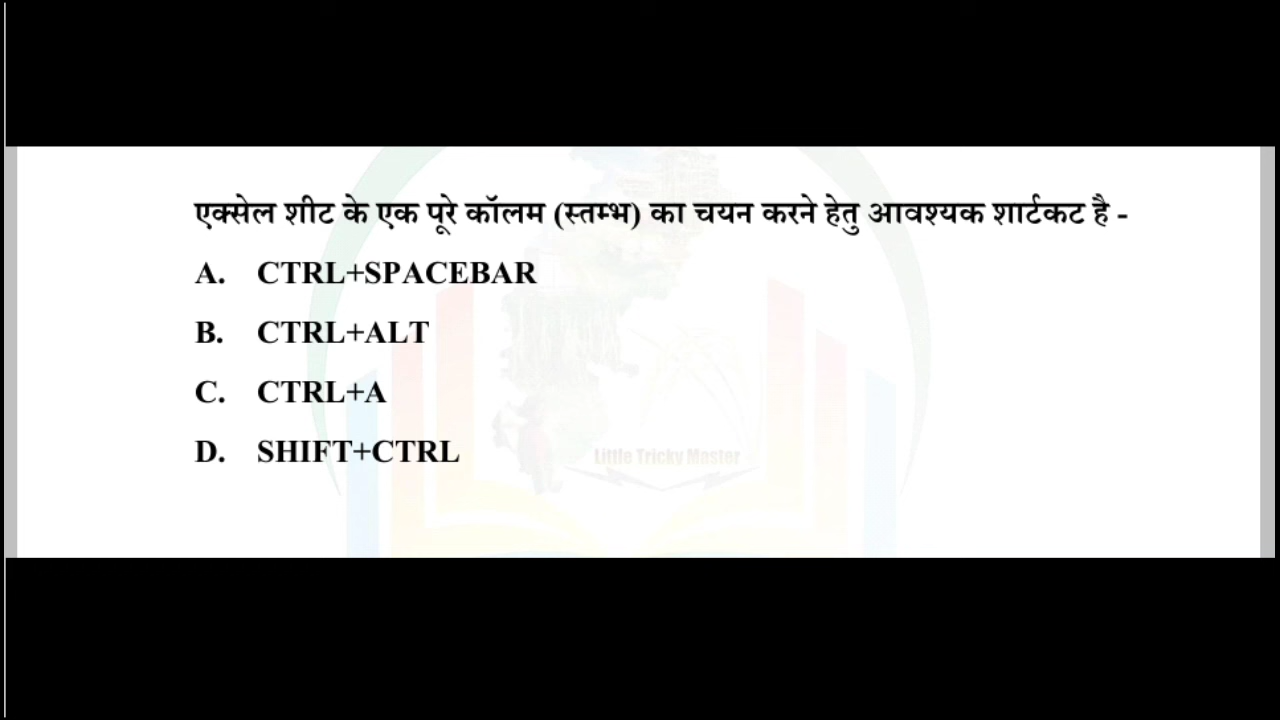 एक्सेल शीट के एक पूरे कॉलम (स्तम्भ) का चयन करने हेतु आवश्यक शार्टकट है -
A. CTRL+SPACEBAR
B. CTRL+ALT
C. CTRL+A
D. SHIFT+CTRL
Little Tricky Master